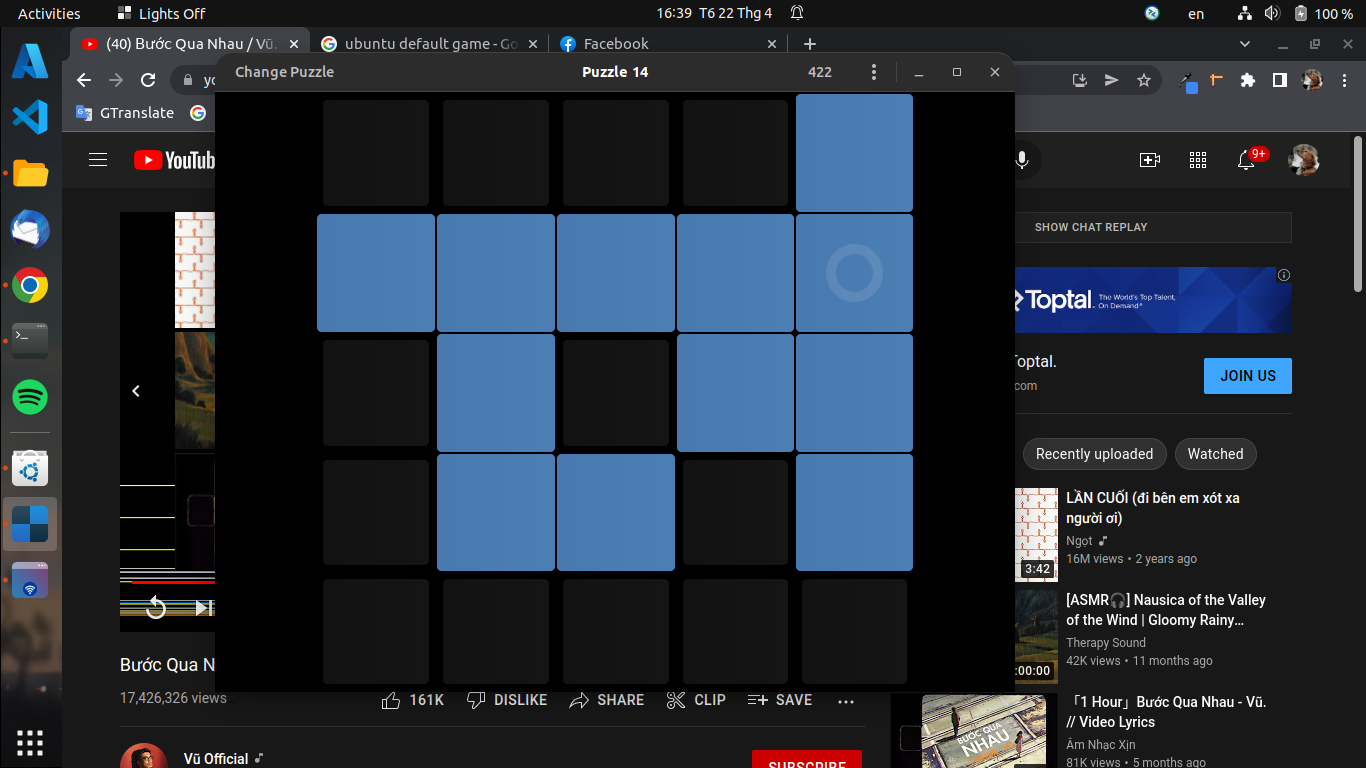 Activities Lights Off 16:39 T6 22 Thg 4 en 100 %
(40) Bước Qua Nhau / Vũ. ubuntu default game - Go Facebook
Change Puzzle Puzzle 14 422
GTranslate
YouTub
9+
SHOW CHAT REPLAY
Toptal
The World's Top Talent,
On Demand
Toptal.
com
JOIN US
Recently uploaded Watched
LẦN CUỐI (đi bên em xót xa
người ơi)
Ngọt
16M views • 2 years ago
3:42
[ASMR🎧] Nausica of the Valley
of the Wind | Gloomy Rainy…
Therapy Sound
42K views • 11 months ago
:00:00
「1 Hour」Bước Qua Nhau - Vũ.
// Video Lyrics
Âm Nhạc Xịn
81K views • 5 months ago
BƯỚC QUA
NHAU
Bước Qua N
17,426,326 views 161K DISLIKE SHARE CLIP SAVE
Vũ Official
SUBSCRIBE